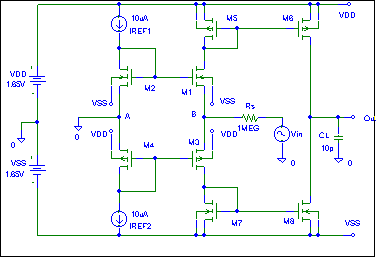 10uA
IREF1
M5
M6
VDD
VDD
1.65V
M2
M1
VSS
VSS
A
B
Rs
1MEG
Vin
Ou
CL
10p
0
0
VDD
VDD
0
0
M4
M3
VSS
1.65V
10uA
IREF2
M7
M8
VSS